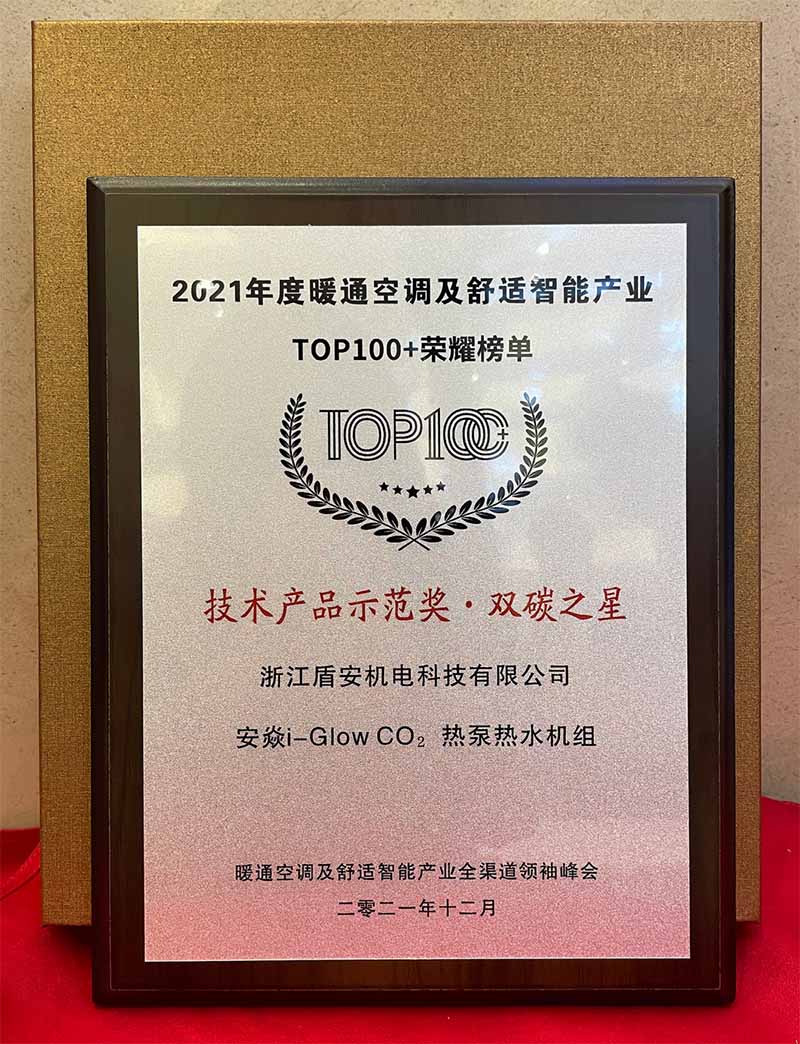 2021年度暖通空调及舒适智能产业
TOP100+荣耀榜单
TOP100+
技术产品示范奖·双碳之星
浙江盾安机电科技有限公司
安焱i-Glow CO₂ 热泵热水机组
暖通空调及舒适智能产业全渠道领袖峰会
二零二一年十二月